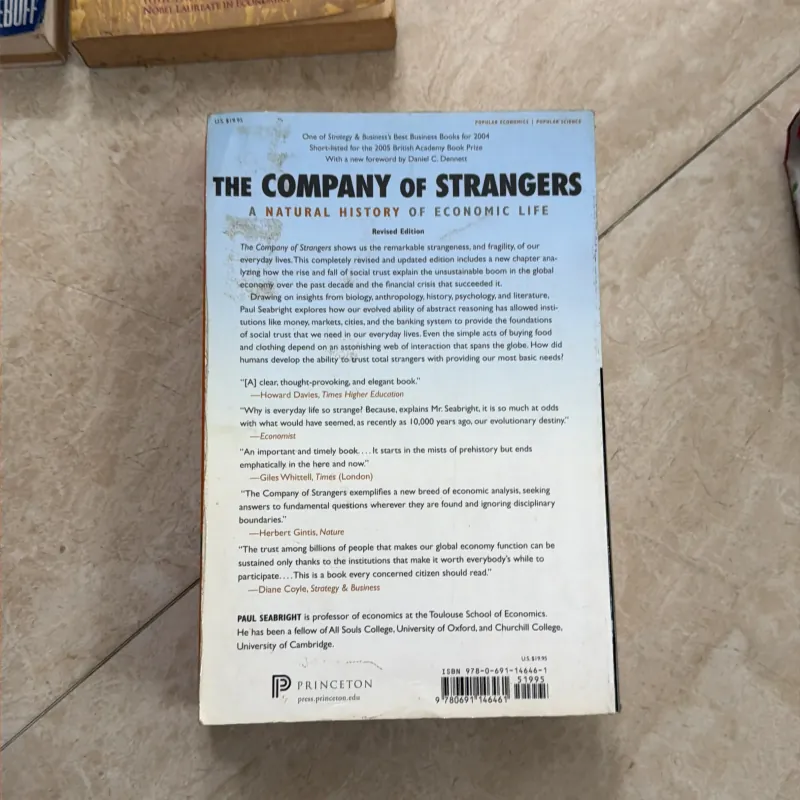 EBUFF
NOBEL LAUREATE IN ECONOMIC
U.S. $19.95
POPULAR ECONOMICS | POPULAR SCIENCE
One of Strategy & Business's Best Business Books for 2004
Short-listed for the 2005 British Academy Book Prize
With a new foreword by Daniel C. Dennett
THE COMPANY OF STRANGERS
A NATURAL HISTORY OF ECONOMIC LIFE
Revised Edition
The Company of Strangers shows us the remarkable strangeness, and fragility, of our
everyday lives. This completely revised and updated edition includes a new chapter ana-
lyzing how the rise and fall of social trust explain the unsustainable boom in the global
economy over the past decade and the financial crisis that succeeded it.
Drawing on insights from biology, anthropology, history, psychology, and literature,
Paul Seabright explores how our evolved ability of abstract reasoning has allowed insti-
tutions like money, markets, cities, and the banking system to provide the foundations
of social trust that we need in our everyday lives. Even the simple acts of buying food
and clothing depend on an astonishing web of interaction that spans the globe. How did
humans develop the ability to trust total strangers with providing our most basic needs?
"[A] clear, thought-provoking, and elegant book."
—Howard Davies, Times Higher Education
"Why is everyday life so strange? Because, explains Mr. Seabright, it is so much at odds
with what would have seemed, as recently as 10,000 years ago, our evolutionary destiny."
—Economist
"An important and timely book. . . . It starts in the mists of prehistory but ends
emphatically in the here and now."
—Giles Whittell, Times (London)
"The Company of Strangers exemplifies a new breed of economic analysis, seeking
answers to fundamental questions wherever they are found and ignoring disciplinary
boundaries."
—Herbert Gintis, Nature
"The trust among billions of people that makes our global economy function can be
sustained only thanks to the institutions that make it worth everybody's while to
participate. . . . This is a book every concerned citizen should read."
—Diane Coyle, Strategy & Business
PAUL SEABRIGHT is professor of economics at the Toulouse School of Economics.
He has been a fellow of All Souls College, University of Oxford, and Churchill College,
University of Cambridge.
U.S. $19.95
ISBN 978-0-691-14646-1
51995
P PRINCETON
press.princeton.edu
9 780691 146461